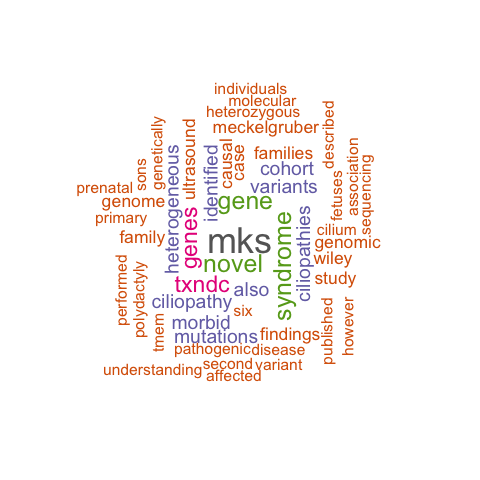 individuals
molecular
heterozygous
meckelgruber
described
genetically
ultrasound
causal
case
families
association
sequencing
sons
heterogeneous
identified
cohort
prenatal
genome
gene
variants
fetuses
primary
genes
mks
syndrome
ciliopathies
cilium
family
genomic
novel
wiley
txndc
also
study
performed
polydactyly
ciliopathy
six
tmem
morbid
mutations
findings
published
however
pathogenic
disease
second
variant
understanding
affected